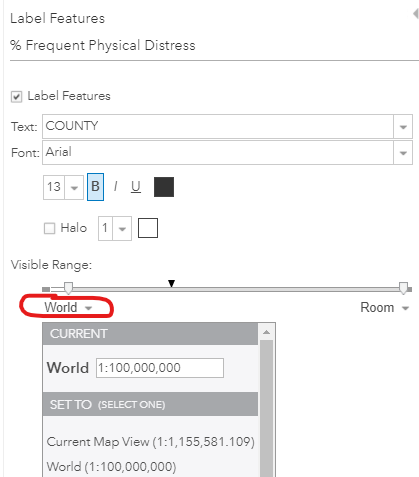 Label Features
% Frequent Physical Distress
Label Features
Text: COUNTY
Font: Arial
13 B I U
Halo 1
Visible Range:
World Room
CURRENT
World 1:100,000,000
SET TO (SELECT ONE)
Current Map View (1:1,155,581.109)
World (1:100,000,000)